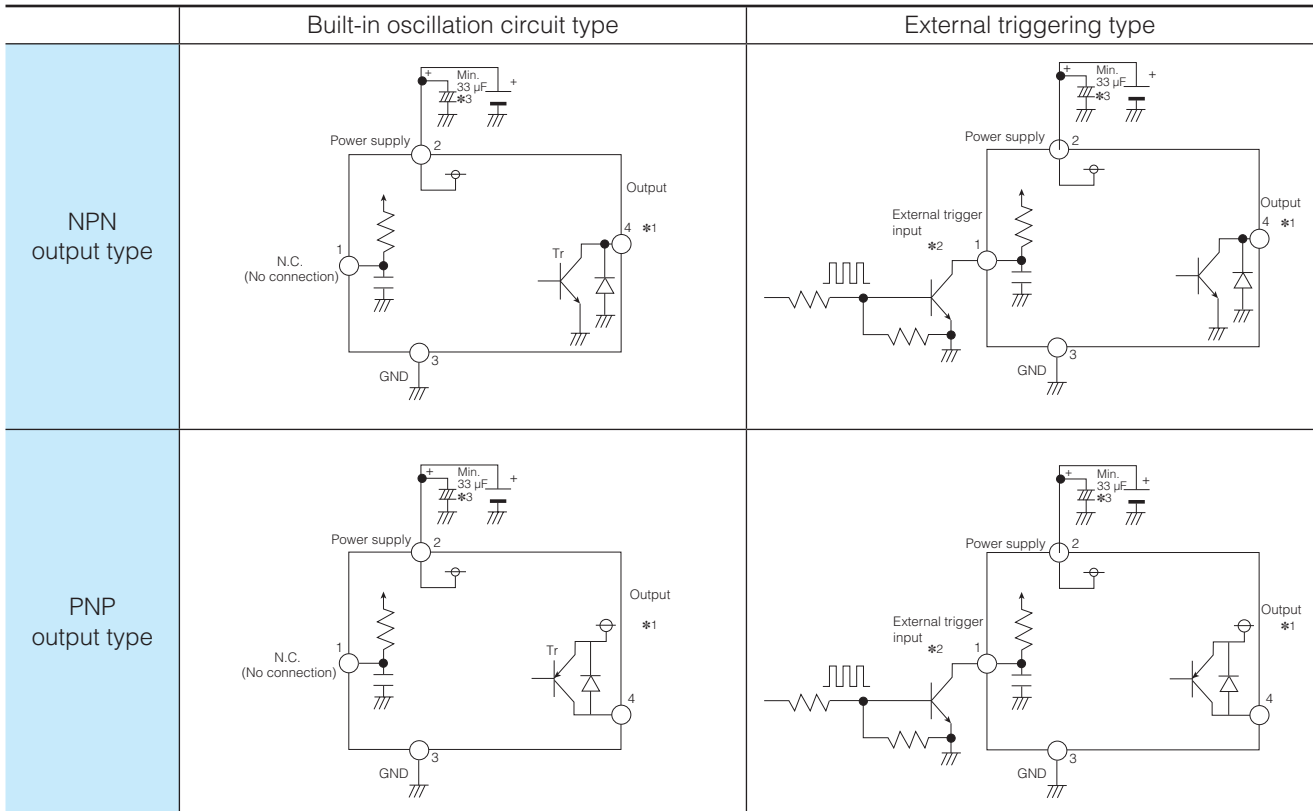 Built-in oscillation circuit type
External triggering type
NPN
output type
+
Min.
33 µF
✽3
+
Power supply
2
Output
4
✽1
Tr
1
N.C.
(No connection)
3
GND
+
Min.
33 µF
✽3
+
Power supply
2
Output
4
✽1
External trigger
input
✽2
1
3
GND
PNP
output type
+
Min.
33 µF
✽3
+
Power supply
2
Output
✽1
Tr
4
1
N.C.
(No connection)
3
GND
+
Min.
33 µF
✽3
+
Power supply
2
Output
✽1
4
External trigger
input
✽2
1
3
GND